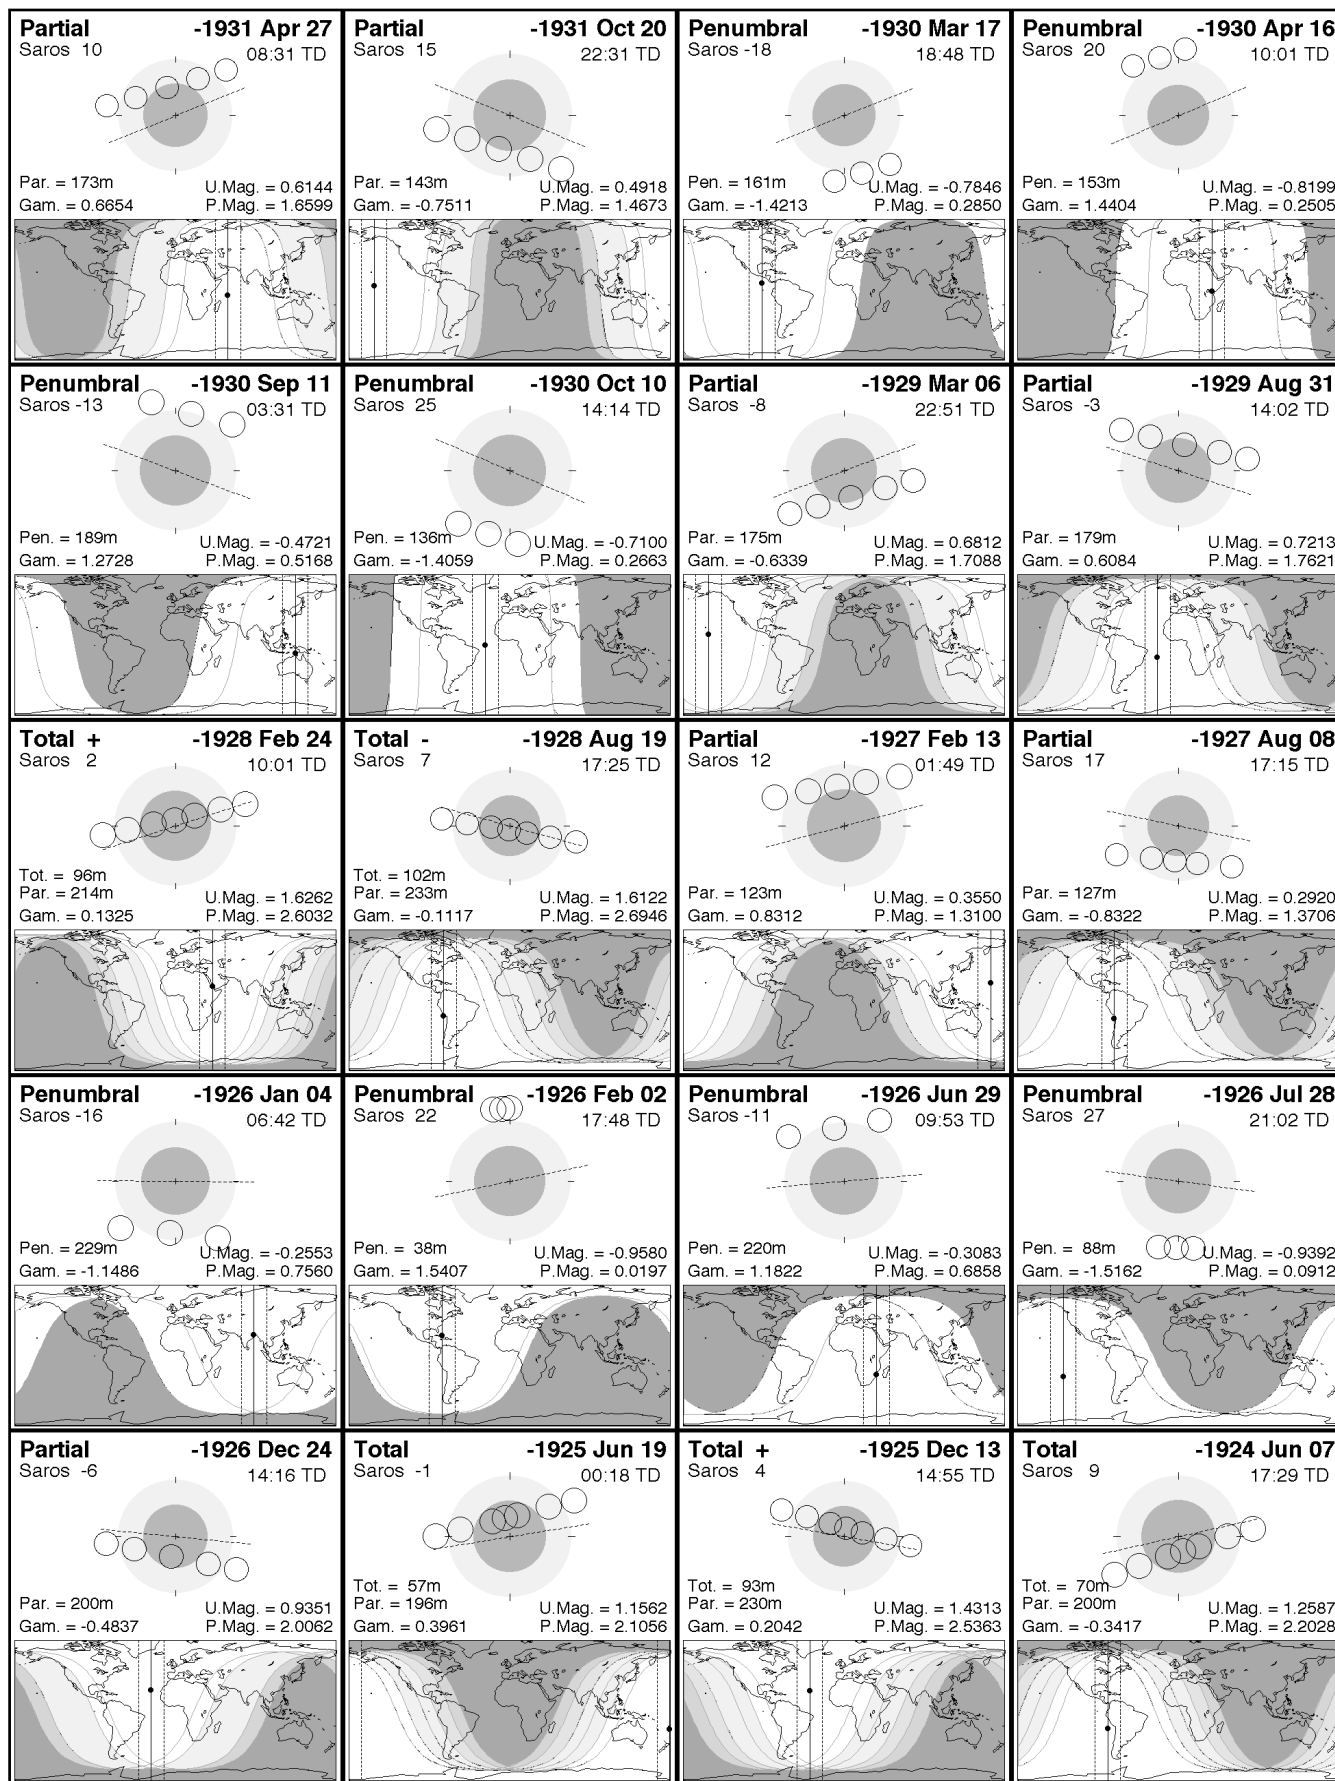 Partial -1931 Apr 27
Saros 10 08:31 TD
Par. = 173m U.Mag. = 0.6144
Gam. = 0.6654 P.Mag. = 1.6599
Partial -1931 Oct 20
Saros 15 22:31 TD
Par. = 143m U.Mag. = 0.4918
Gam. = -0.7511 P.Mag. = 1.4673
Penumbral -1930 Mar 17
Saros -18 18:48 TD
Pen. = 161m U.Mag. = -0.7846
Gam. = -1.4213 P.Mag. = 0.2850
Penumbral -1930 Apr 16
Saros 20 10:01 TD
Pen. = 153m U.Mag. = -0.8199
Gam. = 1.4404 P.Mag. = 0.2505
Penumbral -1930 Sep 11
Saros -13 03:31 TD
Pen. = 189m U.Mag. = -0.4721
Gam. = 1.2728 P.Mag. = 0.5168
Penumbral -1930 Oct 10
Saros 25 14:14 TD
Pen. = 136m U.Mag. = -0.7100
Gam. = -1.4059 P.Mag. = 0.2663
Partial -1929 Mar 06
Saros -8 22:51 TD
Par. = 175m U.Mag. = 0.6812
Gam. = -0.6339 P.Mag. = 1.7088
Partial -1929 Aug 31
Saros -3 14:02 TD
Par. = 179m U.Mag. = 0.7213
Gam. = 0.6084 P.Mag. = 1.7621
Total + -1928 Feb 24
Saros 2 10:01 TD
Tot. = 96m
Par. = 214m U.Mag. = 1.6262
Gam. = 0.1325 P.Mag. = 2.6032
Total - -1928 Aug 19
Saros 7 17:25 TD
Tot. = 102m
Par. = 233m U.Mag. = 1.6122
Gam. = -0.1117 P.Mag. = 2.6946
Partial -1927 Feb 13
Saros 12 01:49 TD
Par. = 123m U.Mag. = 0.3550
Gam. = 0.8312 P.Mag. = 1.3100
Partial -1927 Aug 08
Saros 17 17:15 TD
Par. = 127m U.Mag. = 0.2920
Gam. = -0.8322 P.Mag. = 1.3706
Penumbral -1926 Jan 04
Saros -16 06:42 TD
Pen. = 229m U.Mag. = -0.2553
Gam. = -1.1486 P.Mag. = 0.7560
Penumbral -1926 Feb 02
Saros 22 17:48 TD
Pen. = 38m U.Mag. = -0.9580
Gam. = 1.5407 P.Mag. = 0.0197
Penumbral -1926 Jun 29
Saros -11 09:53 TD
Pen. = 220m U.Mag. = -0.3083
Gam. = 1.1822 P.Mag. = 0.6858
Penumbral -1926 Jul 28
Saros 27 21:02 TD
Pen. = 88m U.Mag. = -0.9392
Gam. = -1.5162 P.Mag. = 0.0912
Partial -1926 Dec 24
Saros -6 14:16 TD
Par. = 200m U.Mag. = 0.9351
Gam. = -0.4837 P.Mag. = 2.0062
Total -1925 Jun 19
Saros -1 00:18 TD
Tot. = 57m
Par. = 196m U.Mag. = 1.1562
Gam. = 0.3961 P.Mag. = 2.1056
Total + -1925 Dec 13
Saros 4 14:55 TD
Tot. = 93m
Par. = 230m U.Mag. = 1.4313
Gam. = 0.2042 P.Mag. = 2.5363
Total -1924 Jun 07
Saros 9 17:29 TD
Tot. = 70m
Par. = 200m U.Mag. = 1.2587
Gam. = -0.3417 P.Mag. = 2.2028